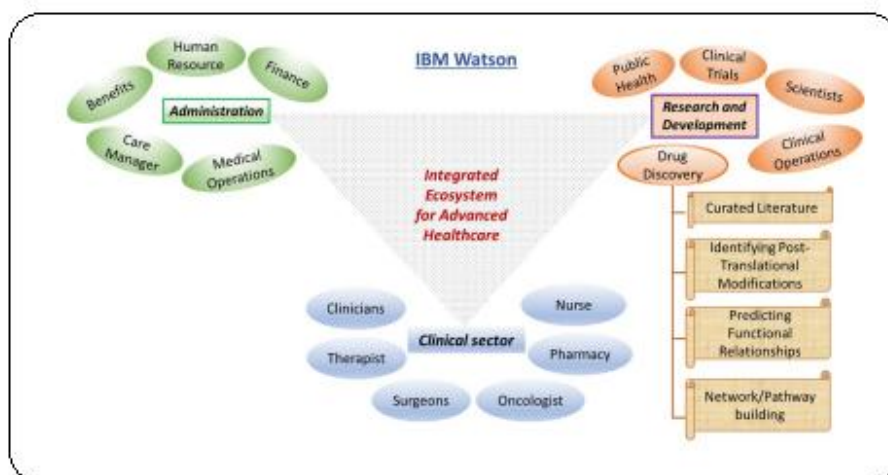 IBM Watson
Human
Resource
Finance
Benefits
Administration
Care
Manager
Medical
Operations
Public
Health
Clinical
Trials
Scientists
Research and
Development
Clinical
Operations
Drug
Discovery
Curated Literature
Identifying Post-
Translational
Modifications
Predicting
Functional
Relationships
Network/Pathway
building
Integrated
Ecosystem
for Advanced
Healthcare
Clinicians
Nurse
Clinical sector
Therapist
Pharmacy
Surgeons
Oncologist